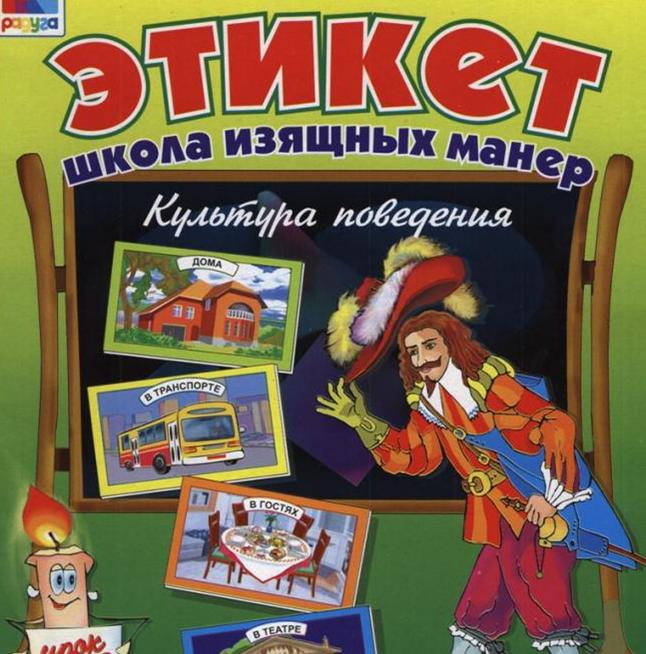 радуга
ЭТИКЕТ
школа изящных манер
Культура поведения
ДОМА
В ТРАНСПОРТЕ
В ГОСТЯХ
В ТЕАТРЕ
урок